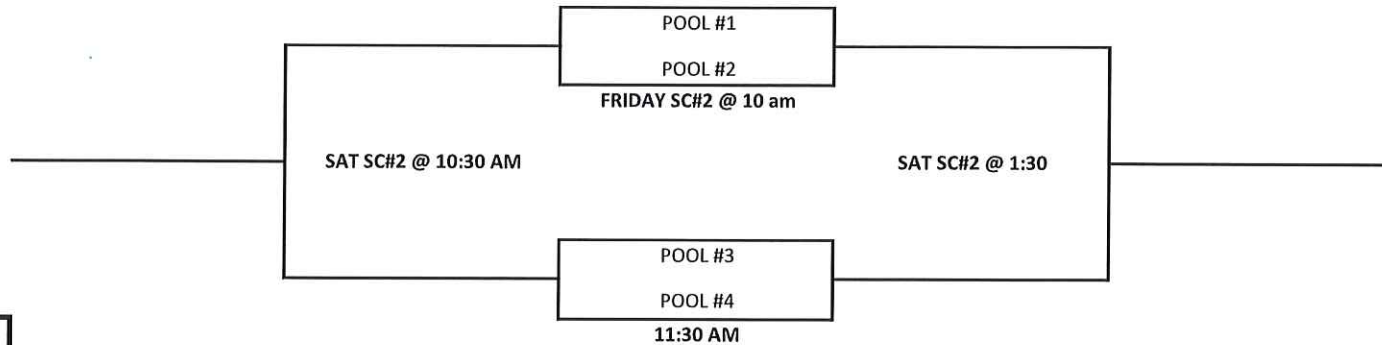 POOL #1
POOL #2
FRIDAY SC#2 @ 10 am
SAT SC#2 @ 10:30 AM
SAT SC#2 @ 1:30
POOL #3
POOL #4
11:30 AM